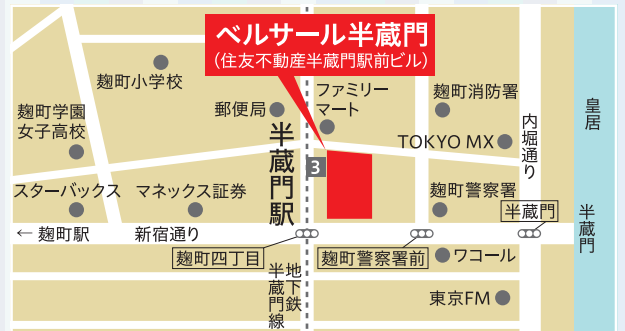 ベルサール半蔵門
(住友不動産半蔵門駅前ビル)
麹町小学校
ファミリー
マート
麹町消防署
郵便局
麹町学園
女子高校
皇居
内堀通り
TOKYO MX
半蔵門駅
3
スターバックス
マネックス証券
麹町警察署
半蔵門
半蔵門
← 麹町駅
新宿通り
麹町四丁目
麹町警察署前
ワコール
地下鉄
半蔵門線
東京FM